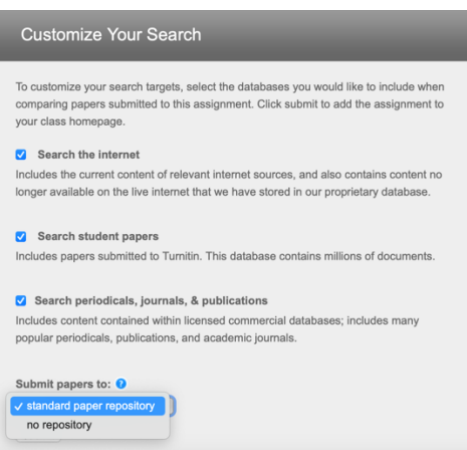 Customize Your Search
To customize your search targets, select the databases you would like to include when
comparing papers submitted to this assignment. Click submit to add the assignment to
your class homepage.
Search the internet
Includes the current content of relevant internet sources, and also contains content no
longer available on the live internet that we have stored in our proprietary database.
Search student papers
Includes papers submitted to Turnitin. This database contains millions of documents.
Search periodicals, journals, & publications
Includes content contained within licensed commercial databases; includes many
popular periodicals, publications, and academic journals.
Submit papers to: ?
✓ standard paper repository
no repository